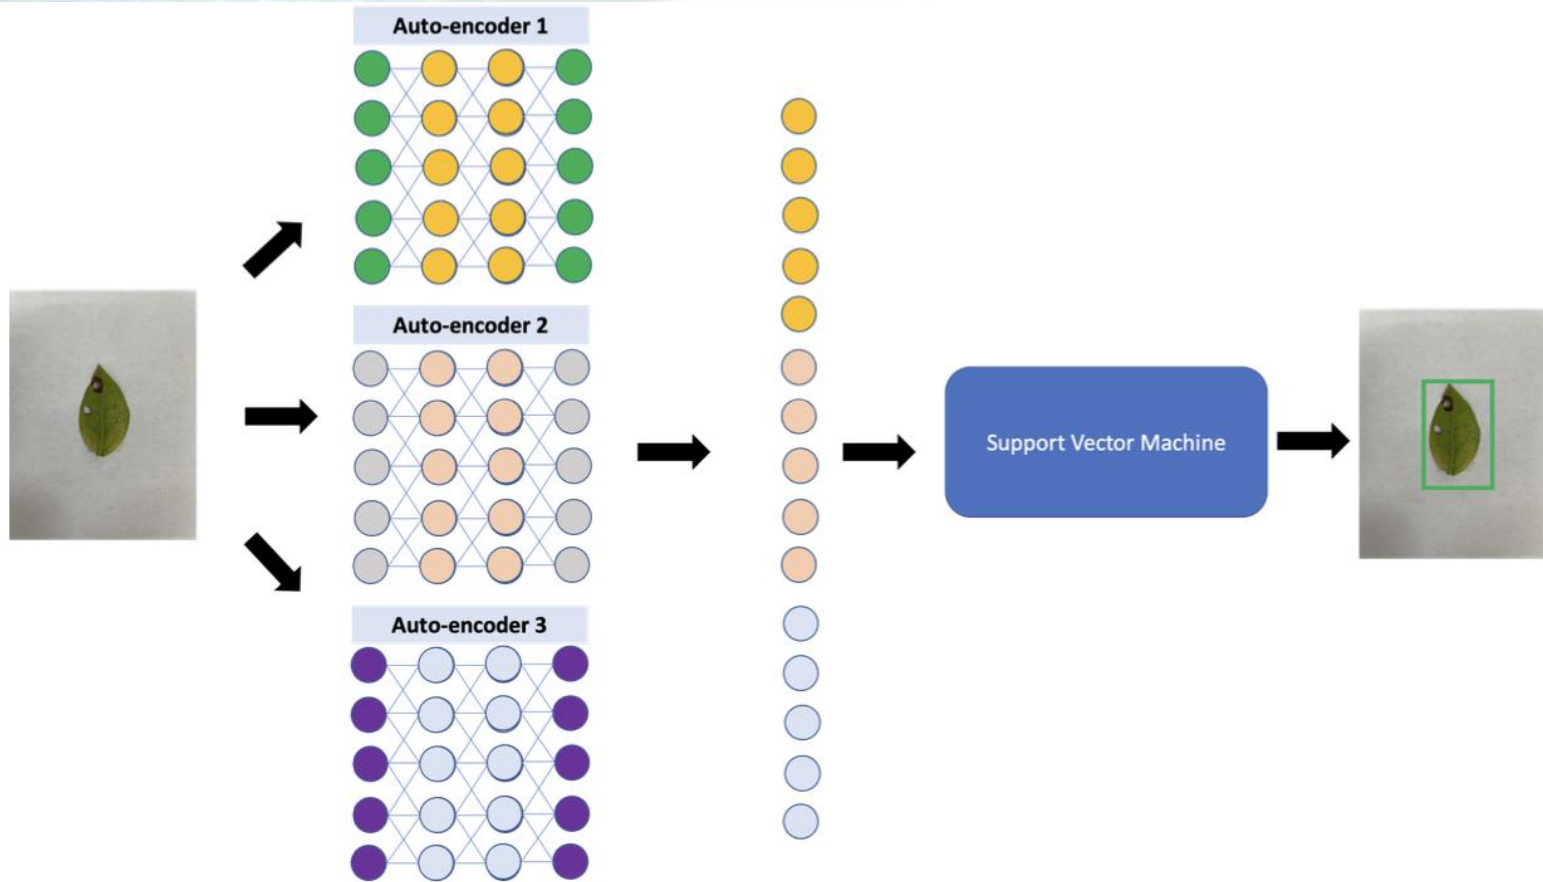 Auto-encoder 1
Auto-encoder 2
Auto-encoder 3
Support Vector Machine